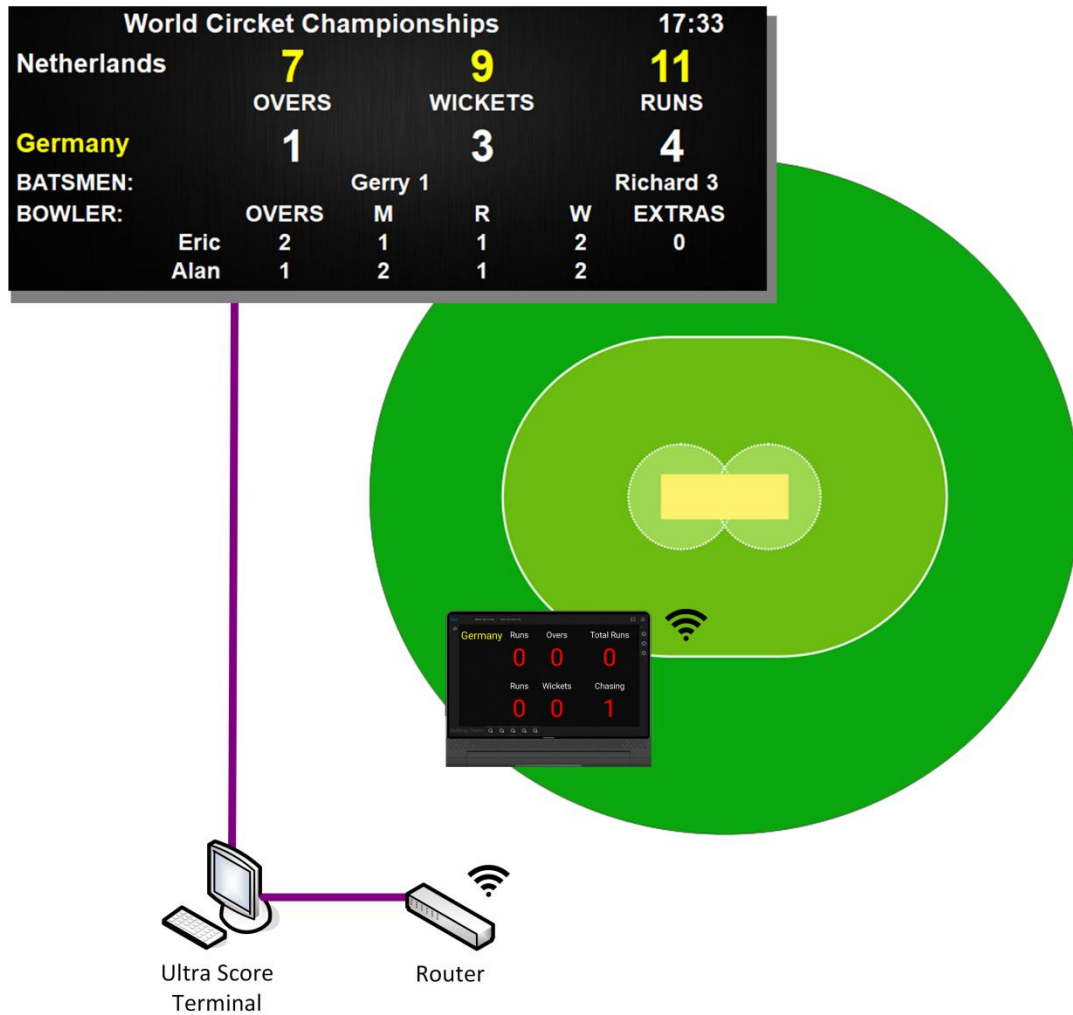 World Circket Championships 17:33
Netherlands 7 9 11
OVERS WICKETS RUNS
Germany 1 3 4
BATSMEN: Gerry 1 Richard 3
BOWLER: OVERS M R W EXTRAS
Eric 2 1 1 2 0
Alan 1 2 1 2
Germany Runs Overs Total Runs
0 0 0
Runs Wickets Chasing
0 0 1
Ultra Score
Terminal
Router